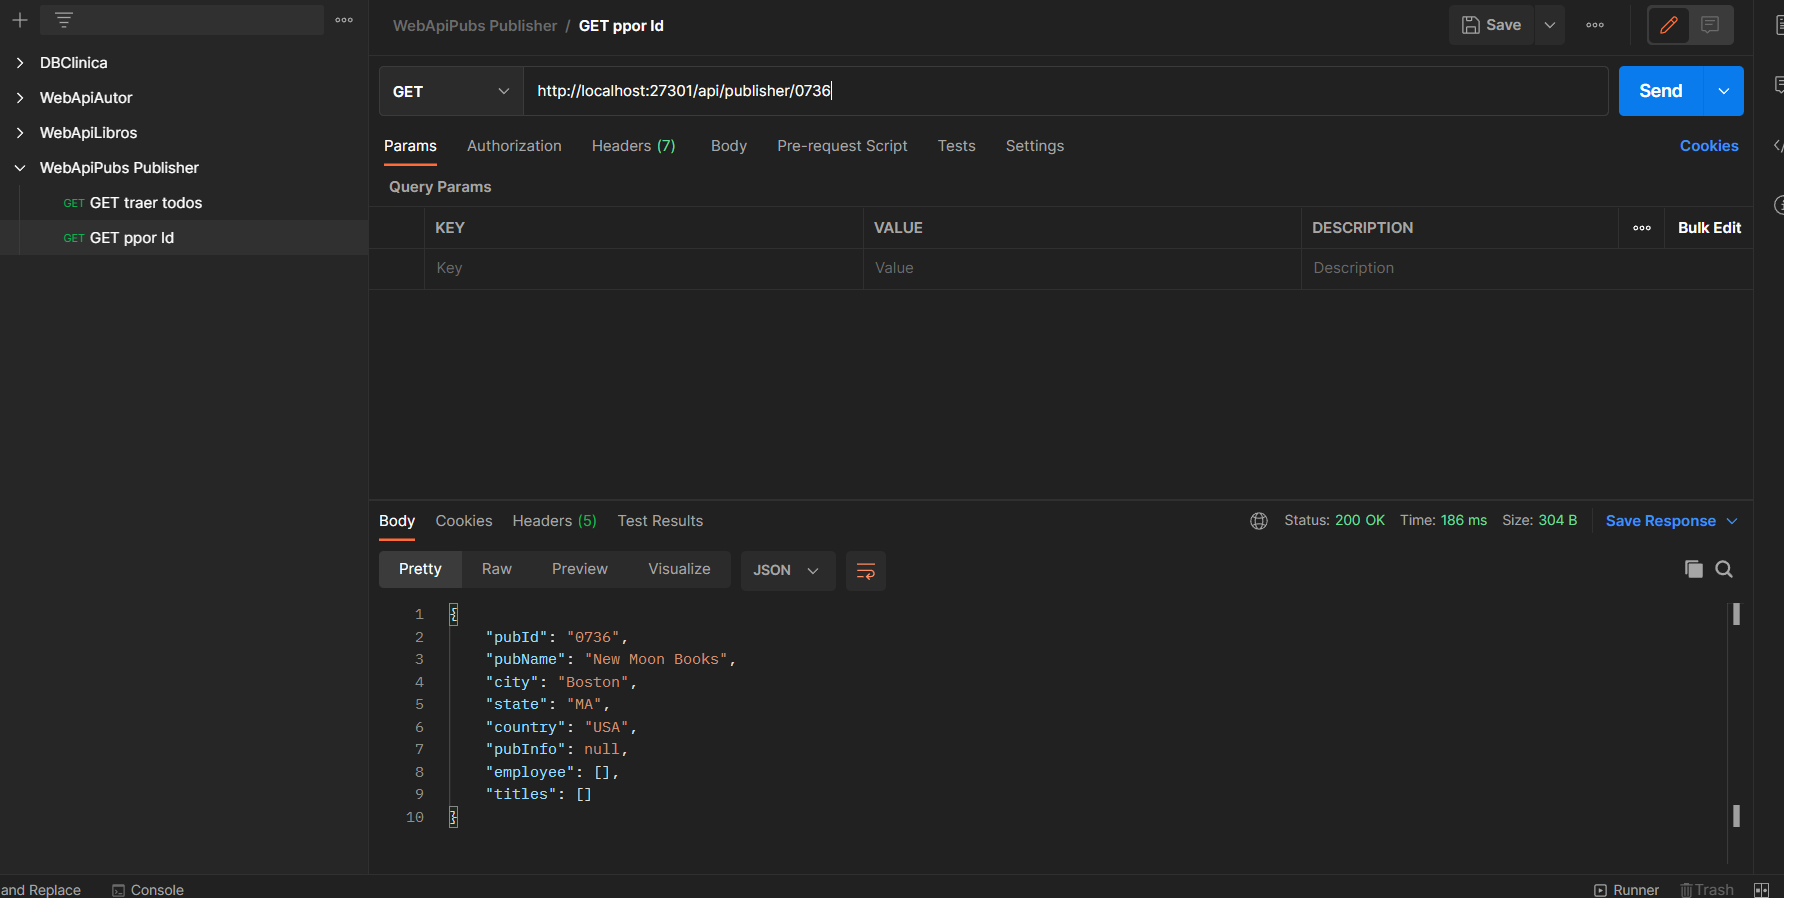 WebApiPubs Publisher / GET ppor Id
Save
DBClinica
WebApiAutor
WebApiLibros
WebApiPubs Publisher
GET GET traer todos
GET GET ppor Id
GET http://localhost:27301/api/publisher/0736 Send
Params Authorization Headers (7) Body Pre-request Script Tests Settings Cookies
Query Params
KEY VALUE DESCRIPTION Bulk Edit
Key Value Description
Body Cookies Headers (5) Test Results Status: 200 OK Time: 186 ms Size: 304 B Save Response
Pretty Raw Preview Visualize JSON
1 {
2 "pubId": "0736",
3 "pubName": "New Moon Books",
4 "city": "Boston",
5 "state": "MA",
6 "country": "USA",
7 "pubInfo": null,
8 "employee": [],
9 "titles": []
10 }
and Replace Console Runner Trash